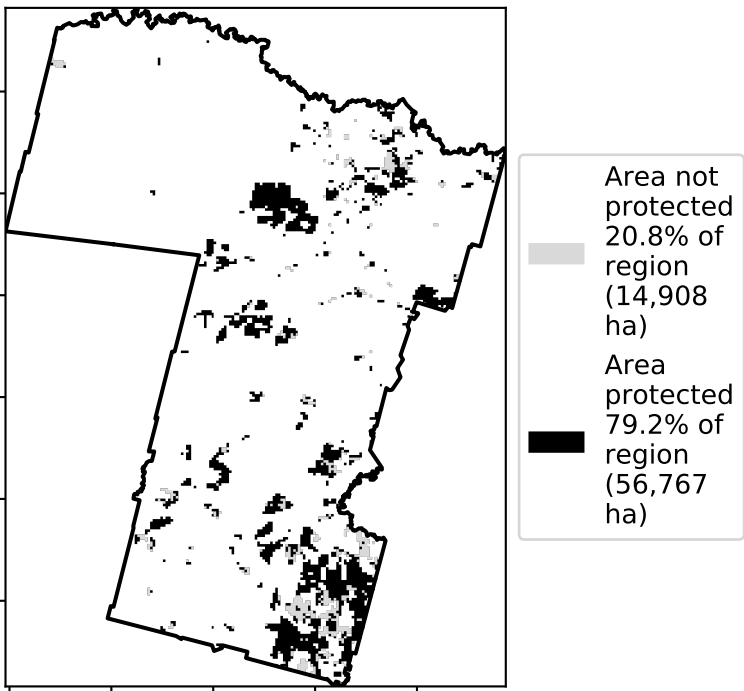 Area not
protected
20.8% of
region
(14,908
ha)
Area
protected
79.2% of
region
(56,767
ha)